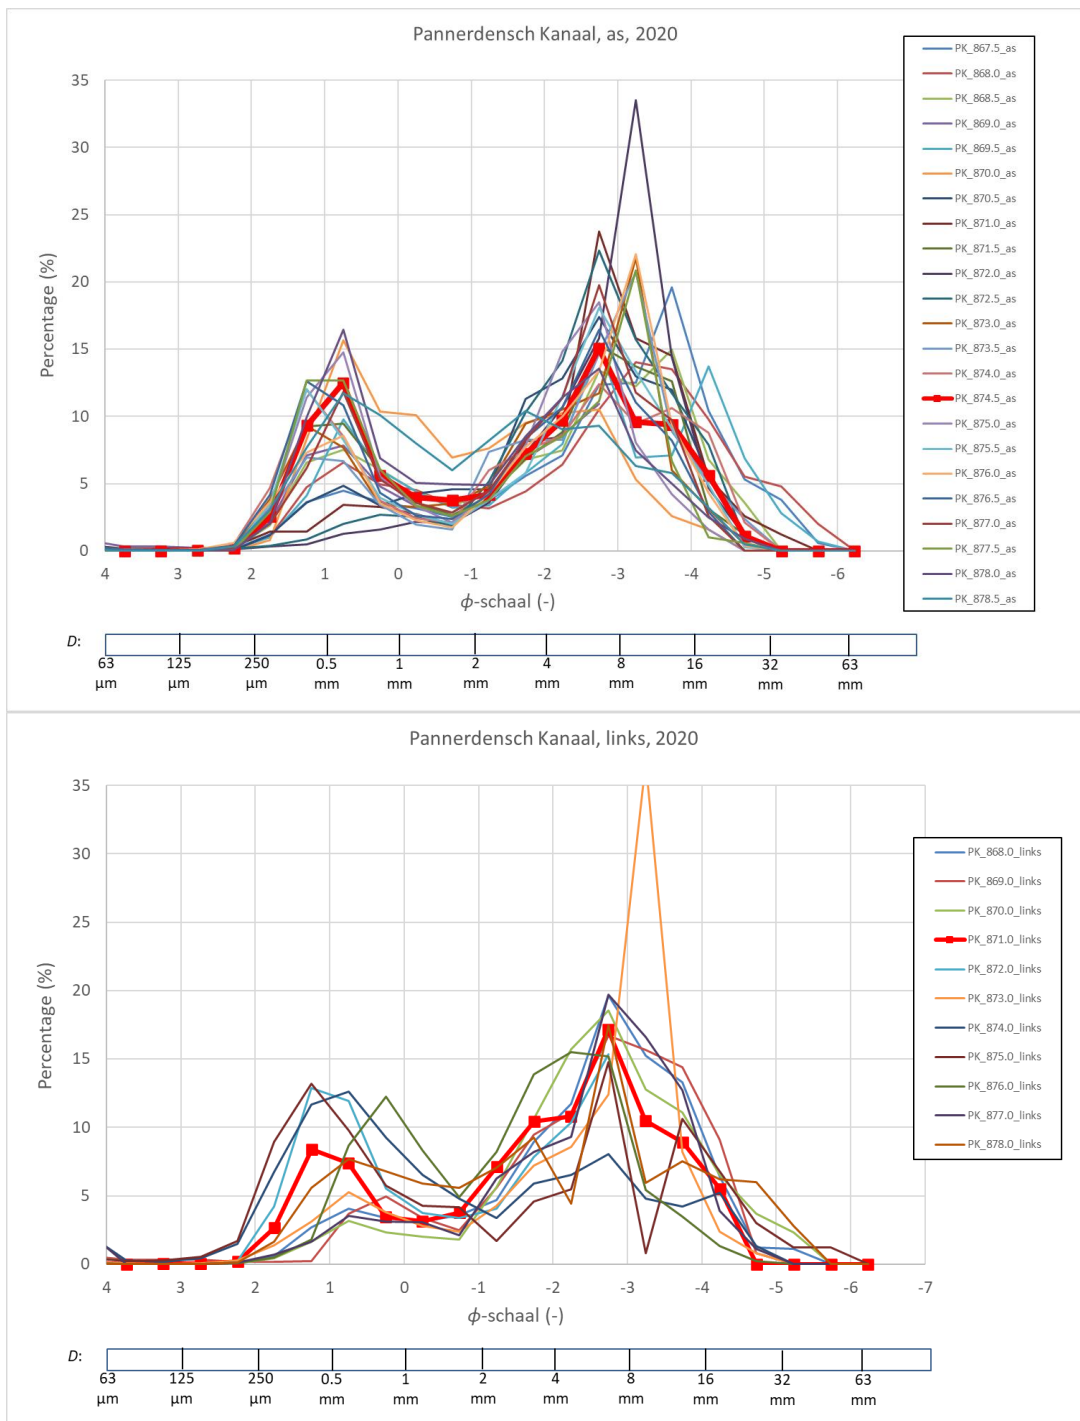 Pannerdensch Kanaal, as, 2020
35
30
25
20
15
10
5
0
Percentage (%)
4 3 2 1 0 -1 -2 -3 -4 -5 -6
ϕ-schaal (-)
PK_867.5_as
PK_868.0_as
PK_868.5_as
PK_869.0_as
PK_869.5_as
PK_870.0_as
PK_870.5_as
PK_871.0_as
PK_871.5_as
PK_872.0_as
PK_872.5_as
PK_873.0_as
PK_873.5_as
PK_874.0_as
PK_874.5_as
PK_875.0_as
PK_875.5_as
PK_876.0_as
PK_876.5_as
PK_877.0_as
PK_877.5_as
PK_878.0_as
PK_878.5_as
D:
63 125 250 0.5 1 2 4 8 16 32 63
µm µm µm mm mm mm mm mm mm mm mm
Pannerdensch Kanaal, links, 2020
35
30
25
20
15
10
5
0
Percentage (%)
4 3 2 1 0 -1 -2 -3 -4 -5 -6 -7
ϕ-schaal (-)
PK_868.0_links
PK_869.0_links
PK_870.0_links
PK_871.0_links
PK_872.0_links
PK_873.0_links
PK_874.0_links
PK_875.0_links
PK_876.0_links
PK_877.0_links
PK_878.0_links
D:
63 125 250 0.5 1 2 4 8 16 32 63
µm µm µm mm mm mm mm mm mm mm mm